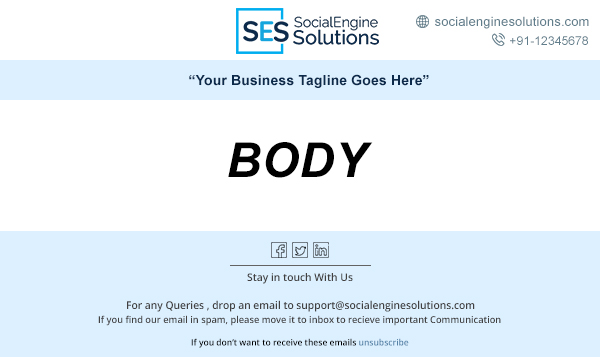 SES SocialEngine
Solutions
socialenginesolutions.com
+91-12345678
“Your Business Tagline Goes Here”
BODY
Stay in touch With Us
For any Queries , drop an email to support@socialenginesolutions.com
If you find our email in spam, please move it to inbox to recieve important Communication
If you don’t want to receive these emails unsubscribe